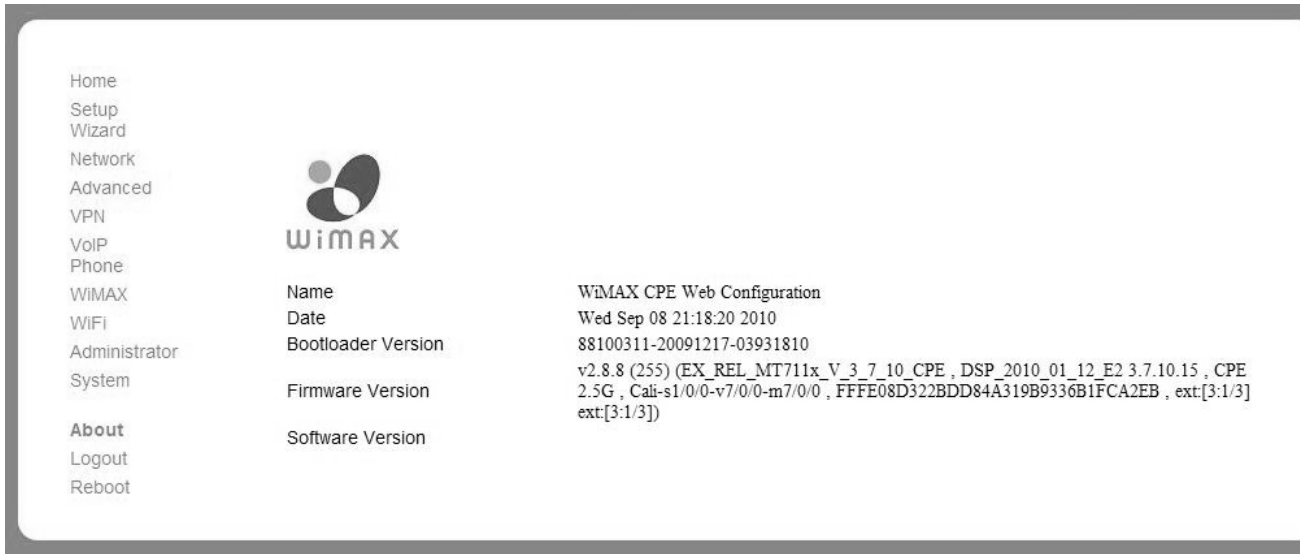 Home
Setup
Wizard
Network
Advanced
VPN
VoIP
Phone
WiMAX
WiFi
Administrator
System
About
Logout
Reboot
WiMAX
Name WiMAX CPE Web Configuration
Date Wed Sep 08 21:18:20 2010
Bootloader Version 88100311-20091217-03931810
Firmware Version v2.8.8 (255) (EX_REL_MT711x_V_3_7_10_CPE , DSP_2010_01_12_E2 3.7.10.15 , CPE
2.5G , Cali-s1/0/0-v7/0/0-m7/0/0 , FFFE08D322BDD84A319B9336B1FCA2EB , ext:[3:1/3]
ext:[3:1/3])
Software Version